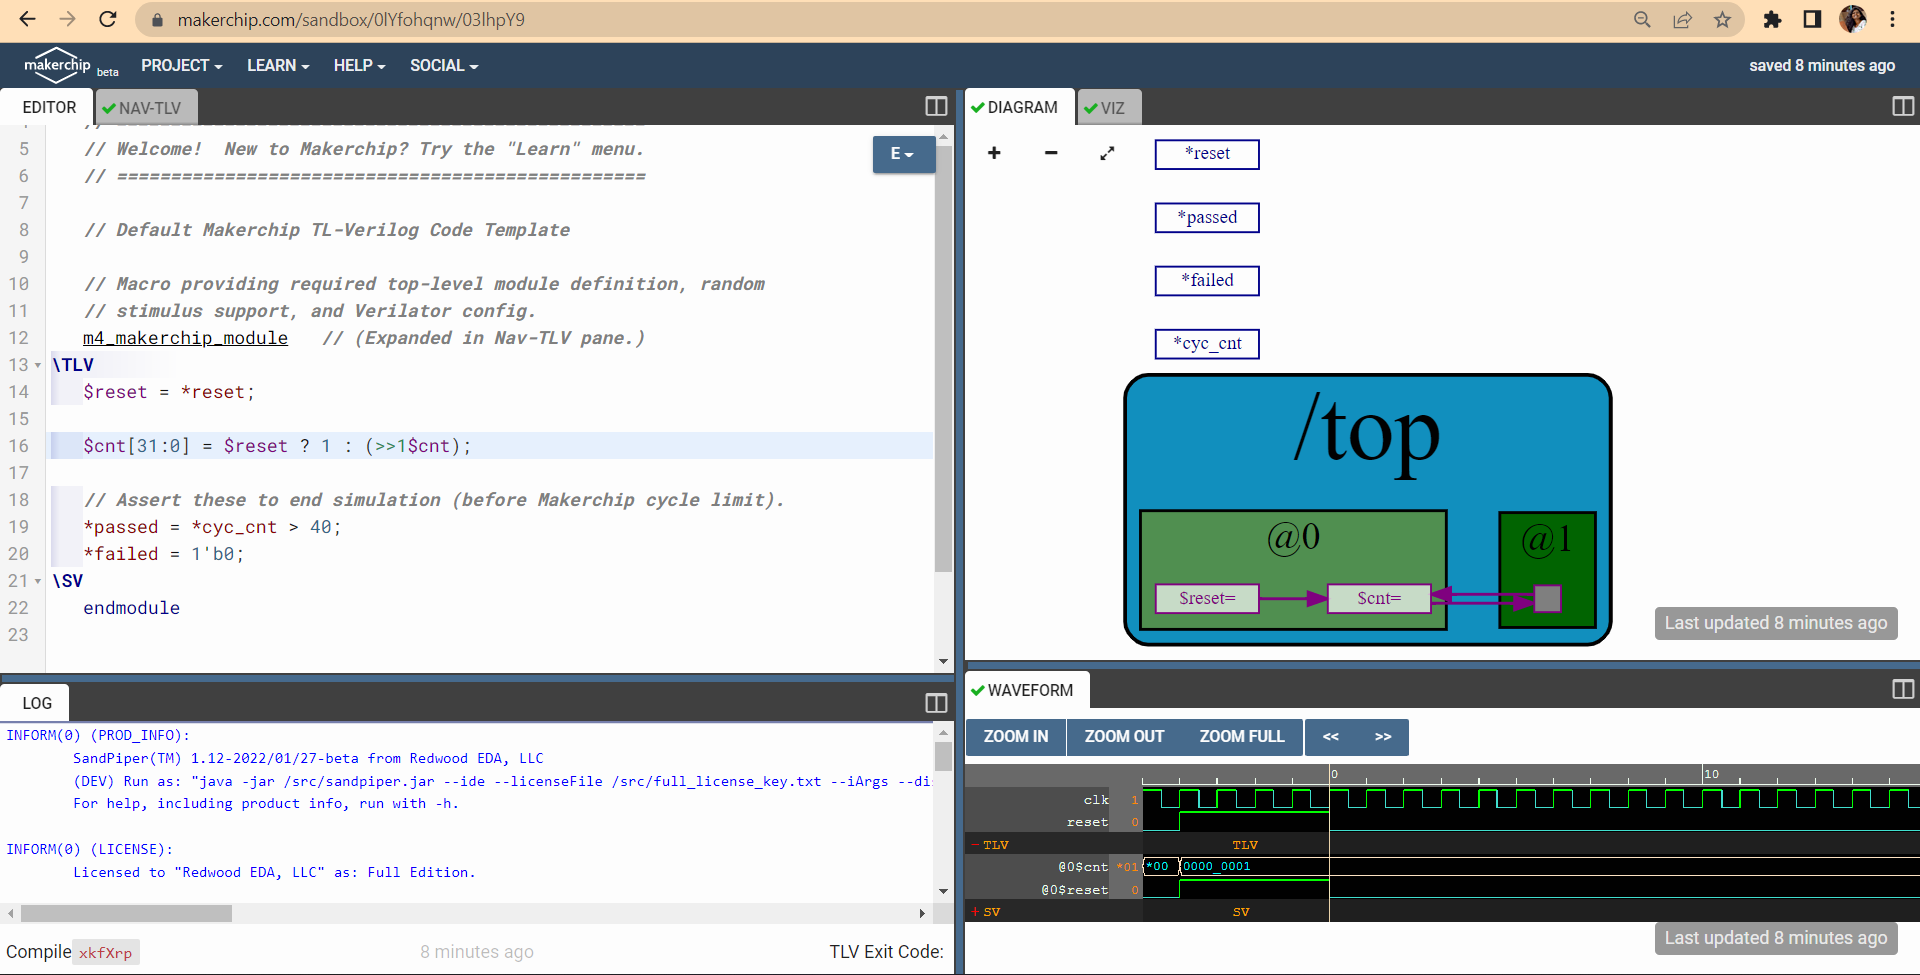 makerchip.com/sandbox/0lYfohqnw/03lhpY9
makerchip beta PROJECT LEARN HELP SOCIAL saved 8 minutes ago
EDITOR NAV-TLV
E
5 // Welcome!  New to Makerchip? Try the "Learn" menu.
6 // =================================================
7
8 // Default Makerchip TL-Verilog Code Template
9
10 // Macro providing required top-level module definition, random
11 // stimulus support, and Verilator config.
12 m4_makerchip_module   // (Expanded in Nav-TLV pane.)
13 \TLV
14 $reset = *reset;
15
16 $cnt[31:0] = $reset ? 1 : (>>1$cnt);
17
18 // Assert these to end simulation (before Makerchip cycle limit).
19 *passed = *cyc_cnt > 40;
20 *failed = 1'b0;
21 \SV
22 endmodule
23
LOG
INFORM(0) (PROD_INFO):
SandPiper(TM) 1.12-2022/01/27-beta from Redwood EDA, LLC
(DEV) Run as: "java -jar /src/sandpiper.jar --ide --licenseFile /src/full_license_key.txt --iArgs --di
For help, including product info, run with -h.
INFORM(0) (LICENSE):
Licensed to "Redwood EDA, LLC" as: Full Edition.
Compile xkfXrp 8 minutes ago TLV Exit Code:
DIAGRAM VIZ
+ −
*reset
*passed
*failed
*cyc_cnt
/top
@0 @1
$reset= $cnt=
Last updated 8 minutes ago
WAVEFORM
ZOOM IN ZOOM OUT ZOOM FULL << >>
0 10
clk 1
reset 0
- TLV TLV
@0$cnt *01 *00 0000_0001
@0$reset 0
+ SV SV
Last updated 8 minutes ago